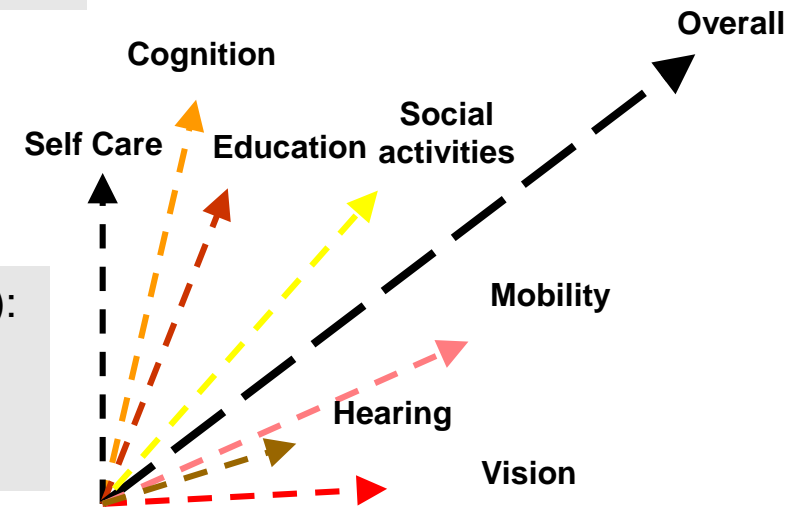 Overall
Cognition
Social
activities
Self Care
Education
):
Mobility
Hearing
Vision